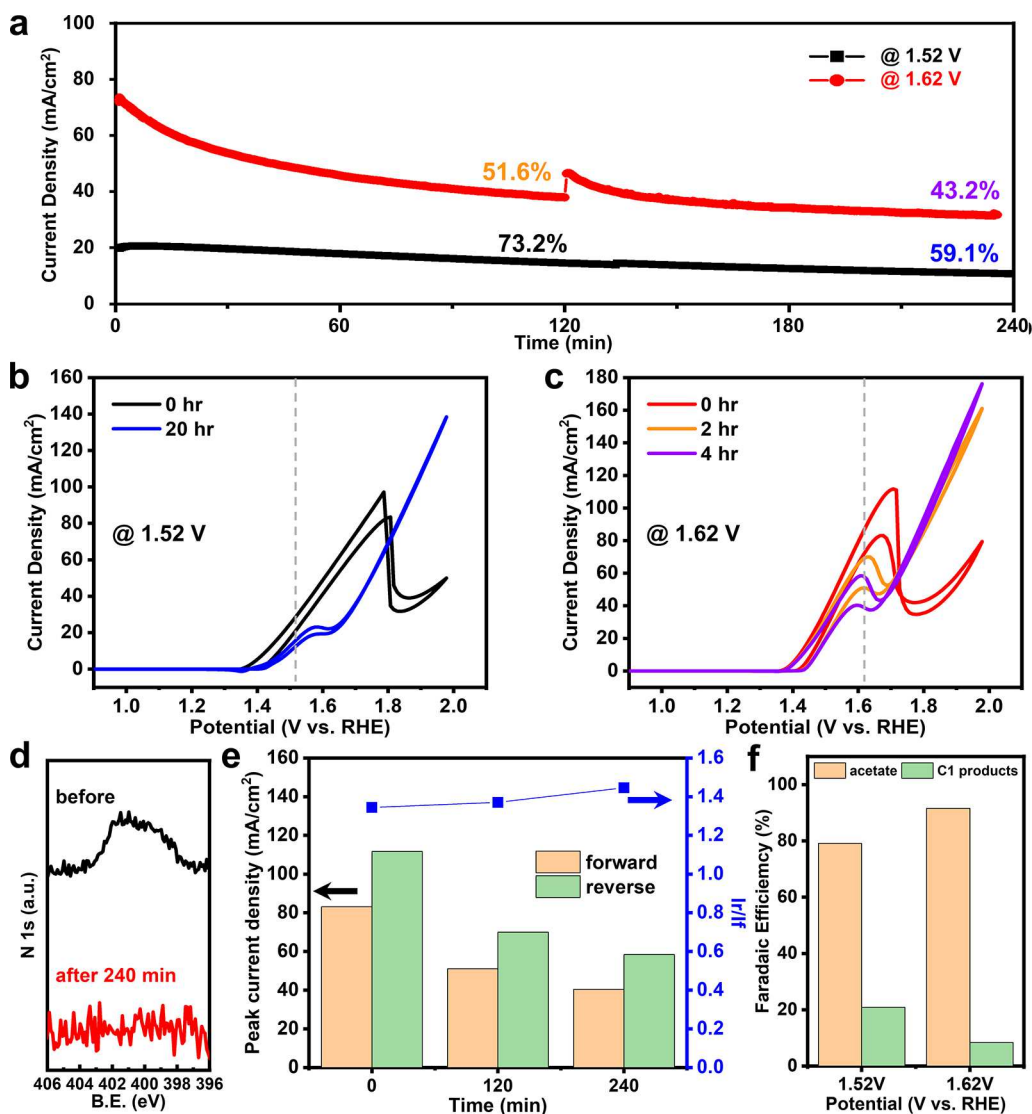 a
100
80
60
40
20
0
Current Density (mA/cm²)
@ 1.52 V
@ 1.62 V
51.6%
43.2%
73.2%
59.1%
0
60
120
180
240)
Time (min)
b
160
140
120
100
80
60
40
20
0
Current Density (mA/cm²)
0 hr
20 hr
@ 1.52 V
1.0
1.2
1.4
1.6
1.8
2.0
Potential (V vs. RHE)
c
180
160
140
120
100
80
60
40
20
0
Current Density (mA/cm²)
0 hr
2 hr
4 hr
@ 1.62 V
1.0
1.2
1.4
1.6
1.8
2.0
Potential (V vs. RHE)
d
before
N 1s (a.u.)
after 240 min
406
404
402
400
398
396
B.E. (eV)
e
160
140
120
100
80
60
40
20
0
Peak current density (mA/cm²)
forward
reverse
1.6
1.4
1.2
1.0
0.8
0.6
0.4
0.2
0.0
Ir/If
0
120
240
Time (min)
f
acetate
C1 products
100
80
60
40
20
0
Faradaic Efficiemcy (%)
1.52V
1.62V
Potential (V vs. RHE)